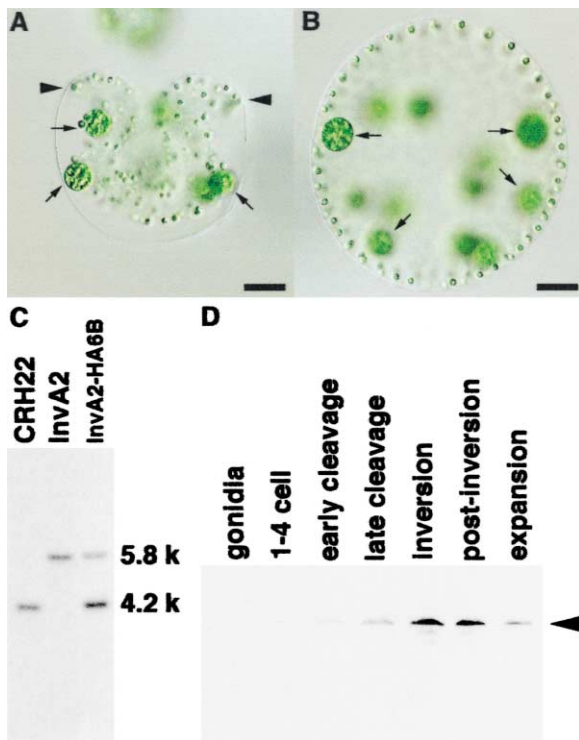 A
B
C
D
CRH22
InvA2
InvA2-HA6B
5.8 k
4.2 k
gonidia
1-4 cell
early cleavage
late cleavage
inversion
post-inversion
expansion